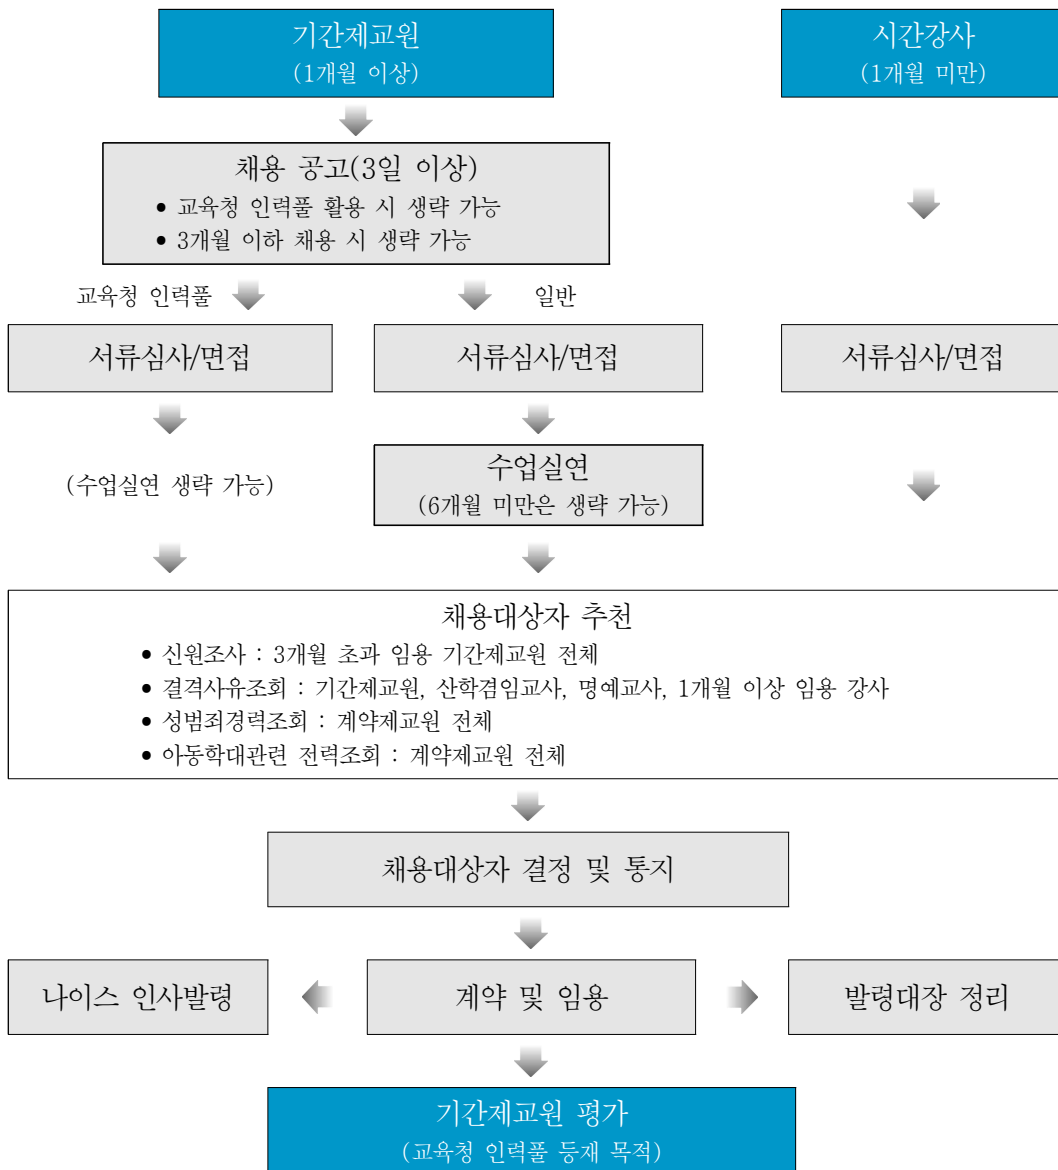 기간제교원
(1개월 이상)
시간강사
(1개월 미만)
채용 공고(3일 이상)
• 교육청 인력풀 활용 시 생략 가능
• 3개월 이하 채용 시 생략 가능
교육청 인력풀
일반
서류심사/면접
서류심사/면접
서류심사/면접
(수업실연 생략 가능)
수업실연
(6개월 미만은 생략 가능)
채용대상자 추천
• 신원조사 : 3개월 초과 임용 기간제교원 전체
• 결격사유조회 : 기간제교원, 산학겸임교사, 명예교사, 1개월 이상 임용 강사
• 성범죄경력조회 : 계약제교원 전체
• 아동학대관련 전력조회 : 계약제교원 전체
채용대상자 결정 및 통지
나이스 인사발령
계약 및 임용
발령대장 정리
기간제교원 평가
(교육청 인력풀 등재 목적)